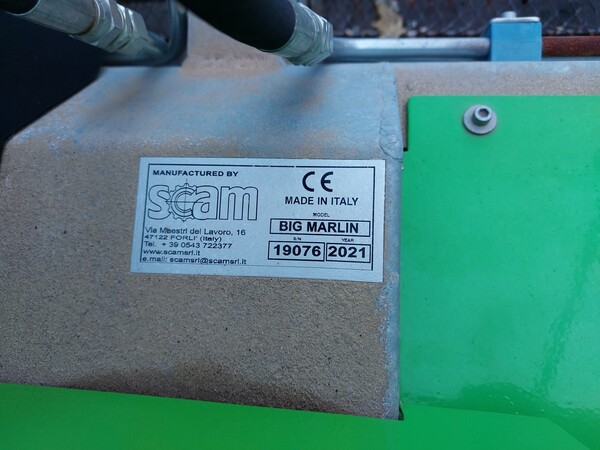 MANUFACTURED BY
scam
Via Maestri del Lavoro, 16
47122 FORLI' (Italy)
Tel. + 39 0543 722377
www.scamsrl.it
e.mail: scamsrl@scamsrl.it
CE
MADE IN ITALY
MODEL
BIG MARLIN
S/N YEAR
19076 2021